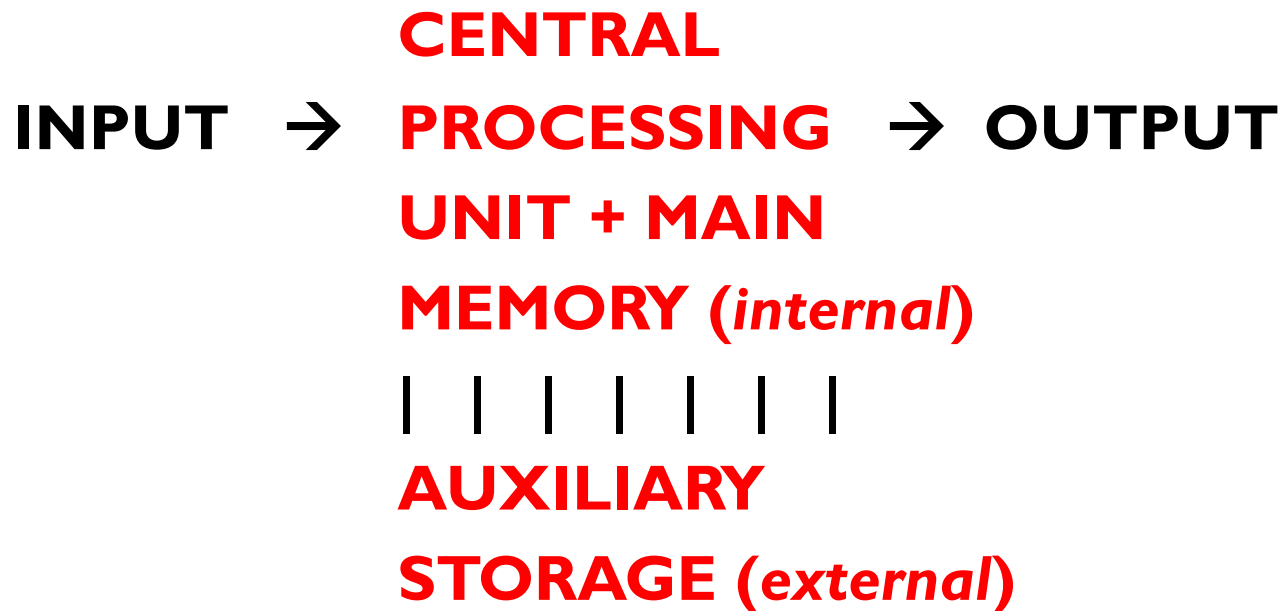 CENTRAL
INPUT → PROCESSING → OUTPUT
UNIT + MAIN
MEMORY (internal)
| | | | | | |
AUXILIARY
STORAGE (external)